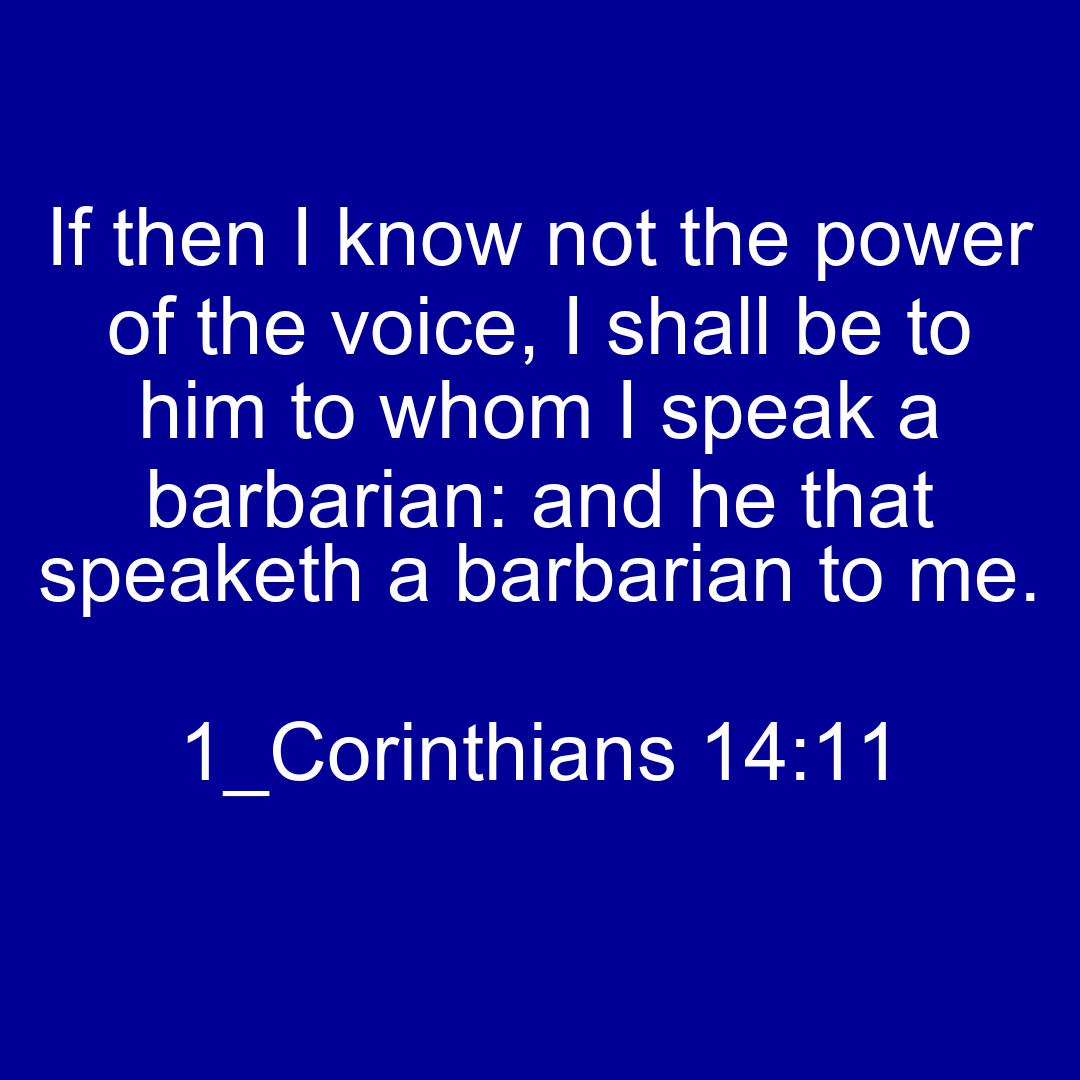 If then I know not the power
of the voice, I shall be to
him to whom I speak a
barbarian: and he that
speaketh a barbarian to me.
1_Corinthians 14:11